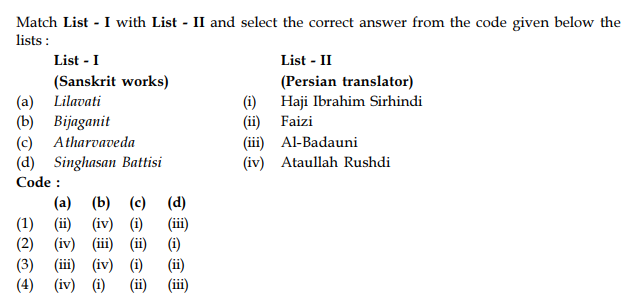 Match List - I with List - II and select the correct answer from the code given below the
lists :
List - I List - II
(Sanskrit works) (Persian translator)
(a) Lilavati (i) Haji Ibrahim Sirhindi
(b) Bijaganit (ii) Faizi
(c) Atharvaveda (iii) Al-Badauni
(d) Singhasan Battisi (iv) Ataullah Rushdi
Code :
(a) (b) (c) (d)
(1) (ii) (iv) (i) (iii)
(2) (iv) (iii) (ii) (i)
(3) (iii) (iv) (i) (ii)
(4) (iv) (i) (ii) (iii)